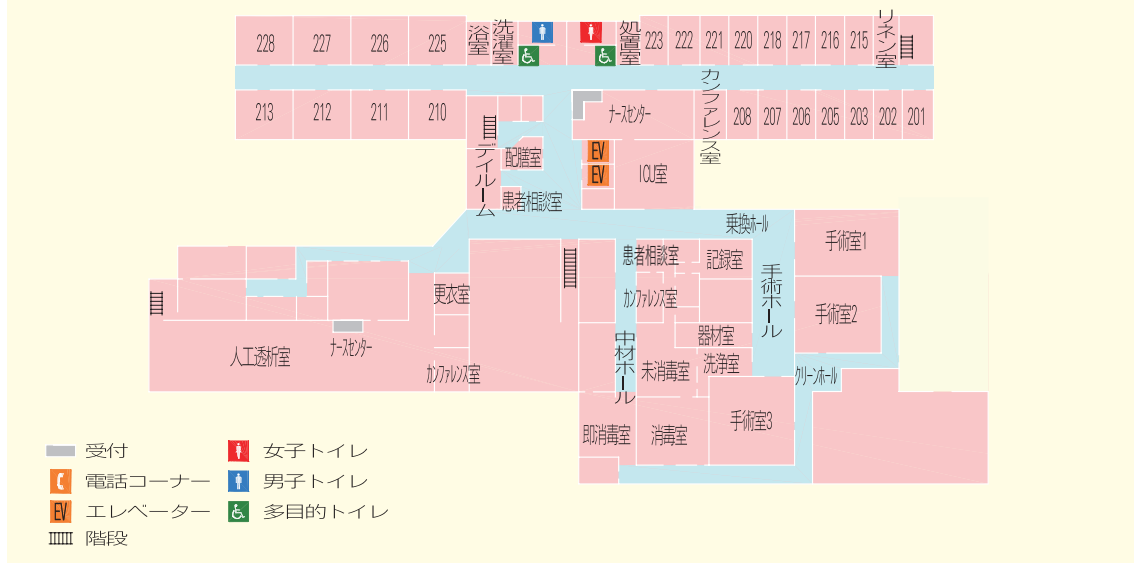 228
227
226
225
浴室
洗濯室
処置室
223
222
221
220
218
217
216
215
リネン室
213
212
211
210
ナースセンター
カンファレンス室
208
207
206
205
203
202
201
デイルーム
配膳室
EV
EV
ICU室
患者相談室
乗換ホール
手術室1
患者相談室
記録室
手術ホール
更衣室
カンファレンス室
手術室2
人工透析室
ナースセンター
カンファレンス室
中材ホール
器材室
未消毒室
洗浄室
クリーンホール
即消毒室
消毒室
手術室3
受付
女子トイレ
電話コーナー
男子トイレ
EV
エレベーター
多目的トイレ
階段